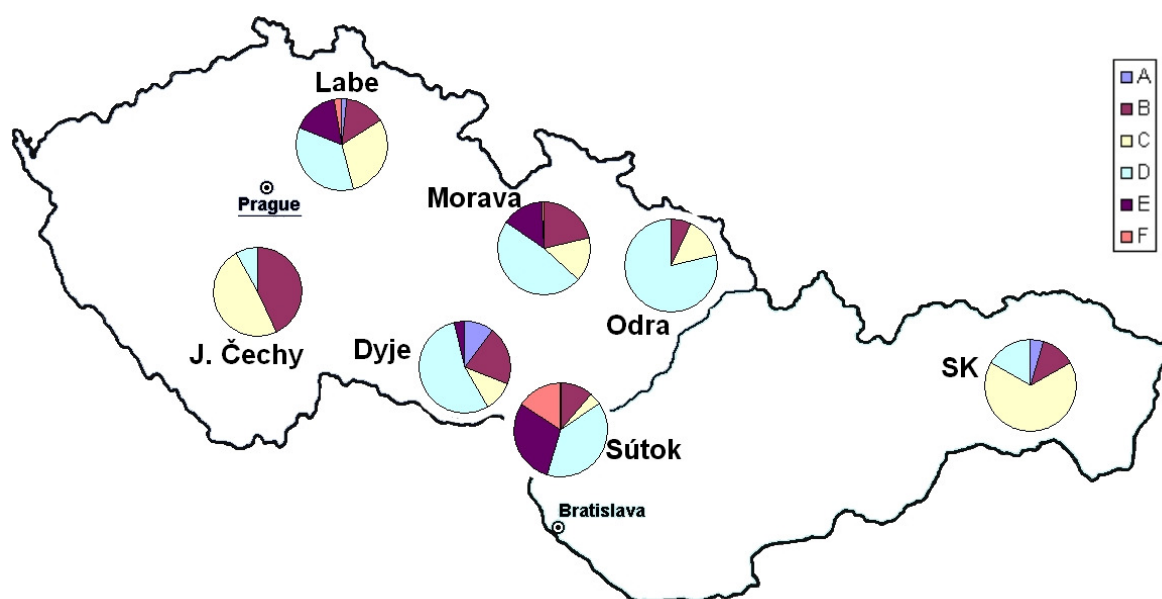 Labe
A
B
C
D
E
F
Prague
Morava
Odra
J. Čechy
Dyje
SK
Sútok
Bratislava